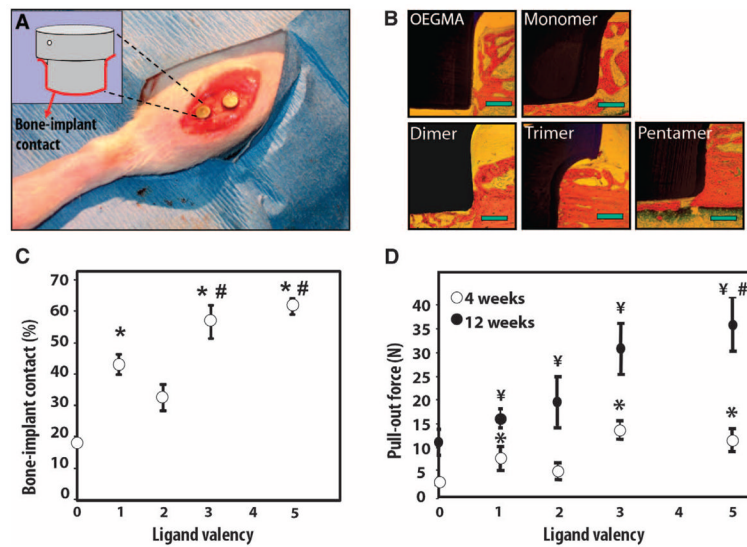 A
Bone-implant
contact
B
OEGMA
Monomer
Dimer
Trimer
Pentamer
C
Bone-implant contact (%)
70
60
50
40
30
20
10
0
* 
* #
* #
0 1 2 3 4 5
Ligand valency
D
Pull-out force (N)
4 weeks
12 weeks
40
35
30
25
20
15
10
5
0
¥
¥
¥
¥ #
*
*
*
0 1 2 3 4 5
Ligand valency